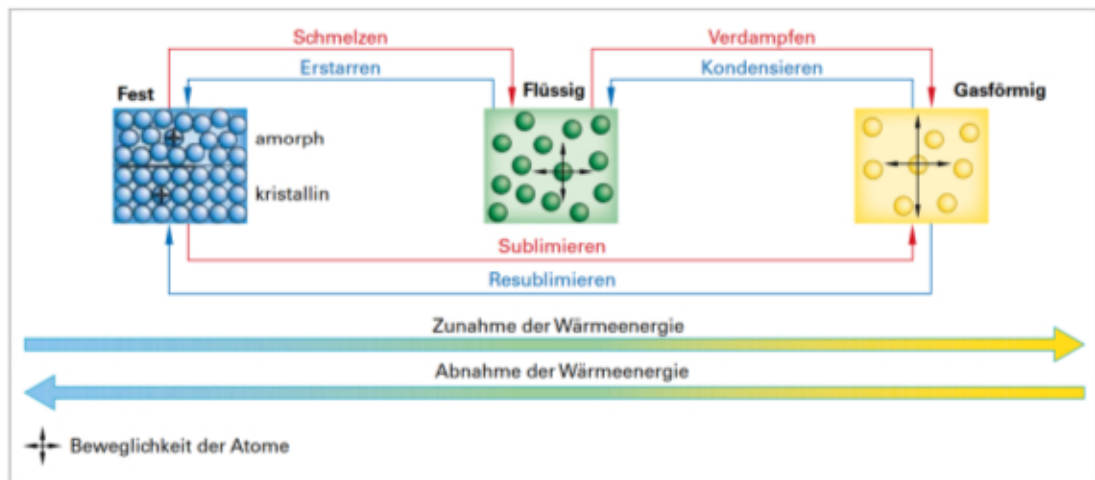 Schmelzen
Verdampfen
Erstarren
Kondensieren
Fest
Flüssig
Gasförmig
amorph
kristallin
Sublimieren
Resublimieren
Zunahme der Wärmeenergie
Abnahme der Wärmeenergie
Beweglichkeit der Atome